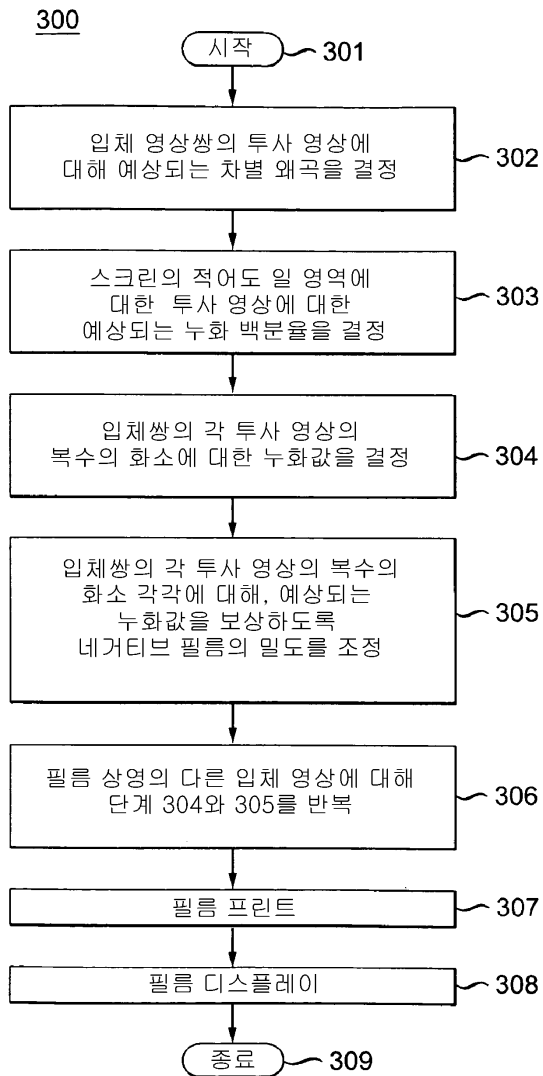 300
시작
301
입체 영상쌍의 투사 영상에
대해 예상되는 차별 왜곡을 결정
302
스크린의 적어도 일 영역에
대한 투사 영상에 대한
예상되는 누화 백분율을 결정
303
입체쌍의 각 투사 영상의
복수의 화소에 대한 누화값을 결정
304
입체쌍의 각 투사 영상의 복수의
화소 각각에 대해, 예상되는
누화값을 보상하도록
네거티브 필름의 밀도를 조정
305
필름 상영의 다른 입체 영상에 대해
단계 304와 305를 반복
306
필름 프린트
307
필름 디스플레이
308
종료
309